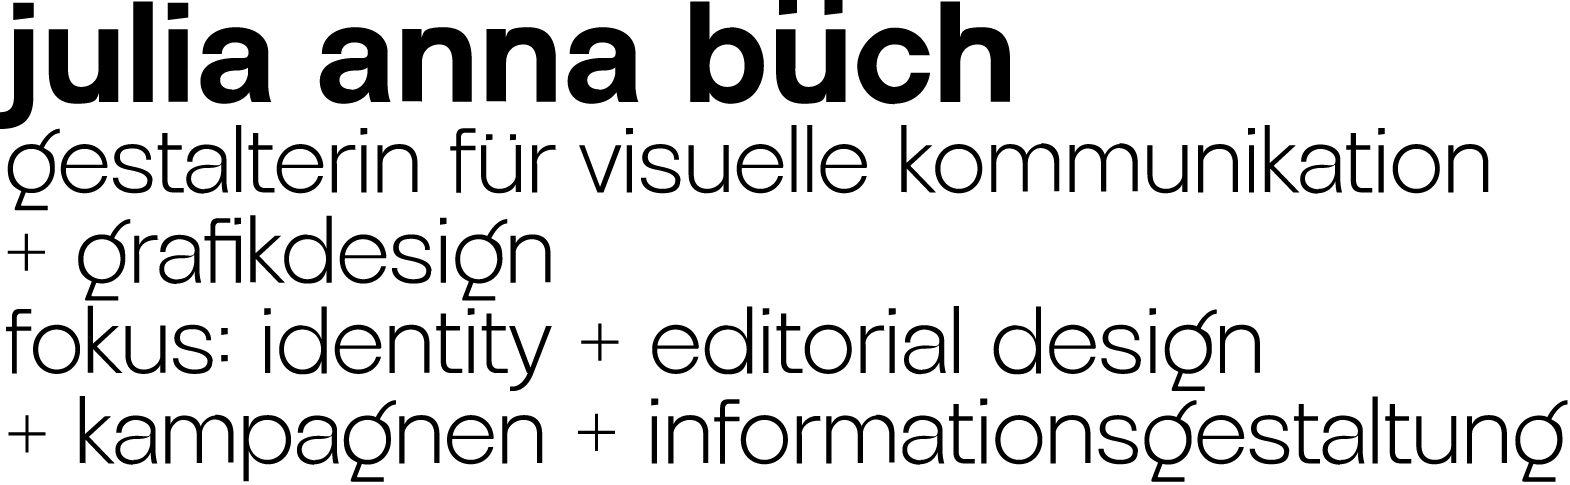 julia anna büch
gestalterin für visuelle kommunikation
+ grafikdesign
fokus: identity + editorial design
+ kampagnen + informationsgestaltung